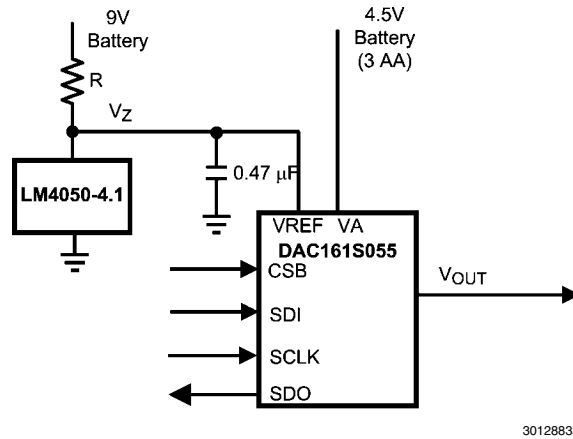 9V
Battery
4.5V
Battery
(3 AA)
R
VZ
LM4050-4.1
0.47 µF
VREF VA
DAC161S055
CSB
SDI
SCLK
SDO
VOUT
3012883